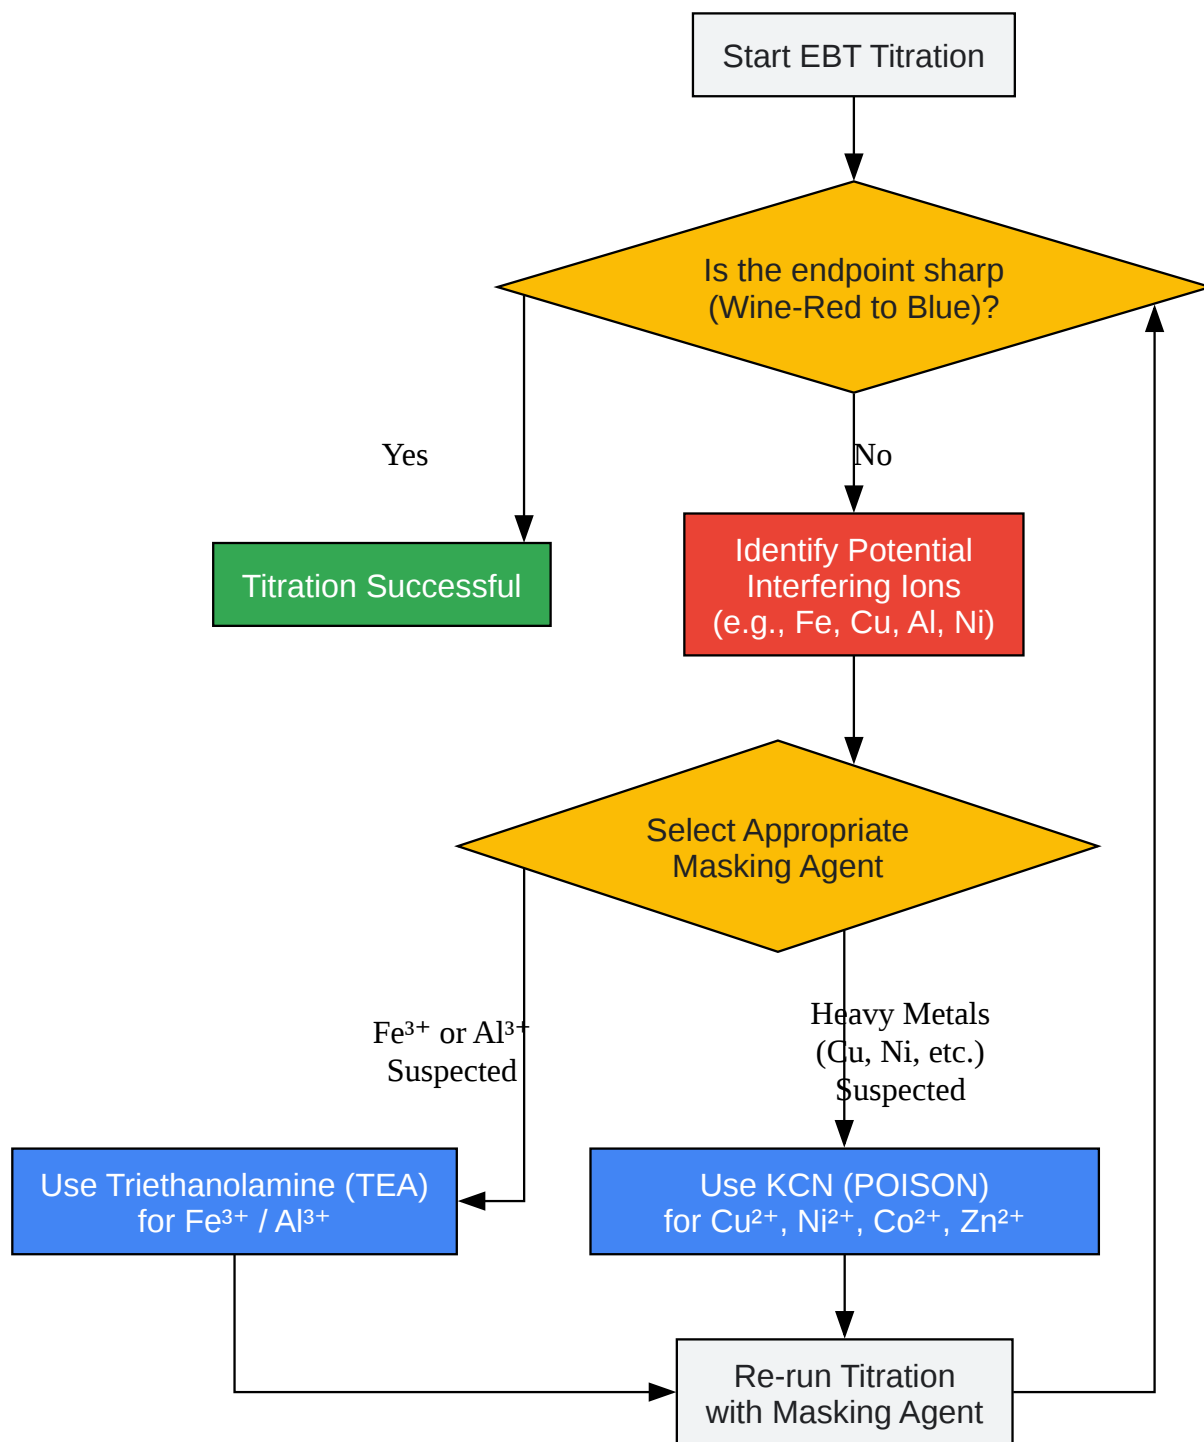 Start EBT Titration
Is the endpoint sharp
(Wine-Red to Blue)?
Yes
No
Titration Successful
Identify Potential
Interfering Ions
(e.g., Fe, Cu, Al, Ni)
Select Appropriate
Masking Agent
Fe³⁺ or Al³⁺
Suspected
Heavy Metals
(Cu, Ni, etc.)
Suspected
Use Triethanolamine (TEA)
for Fe³⁺ / Al³⁺
Use KCN (POISON)
for Cu²⁺, Ni²⁺, Co²⁺, Zn²⁺
Re-run Titration
with Masking Agent